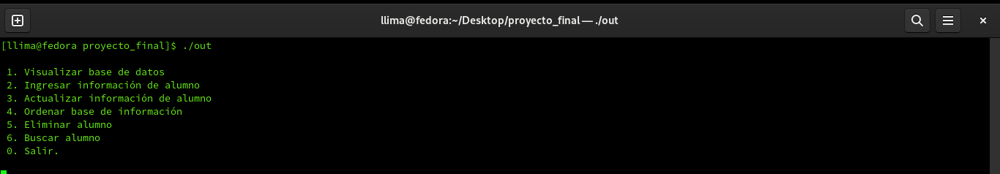 llima@fedora:~/Desktop/proyecto_final — ./out
[llima@fedora proyecto_final]$ ./out
1. Visualizar base de datos
2. Ingresar información de alumno
3. Actualizar información de alumno
4. Ordenar base de información
5. Eliminar alumno
6. Buscar alumno
0. Salir.